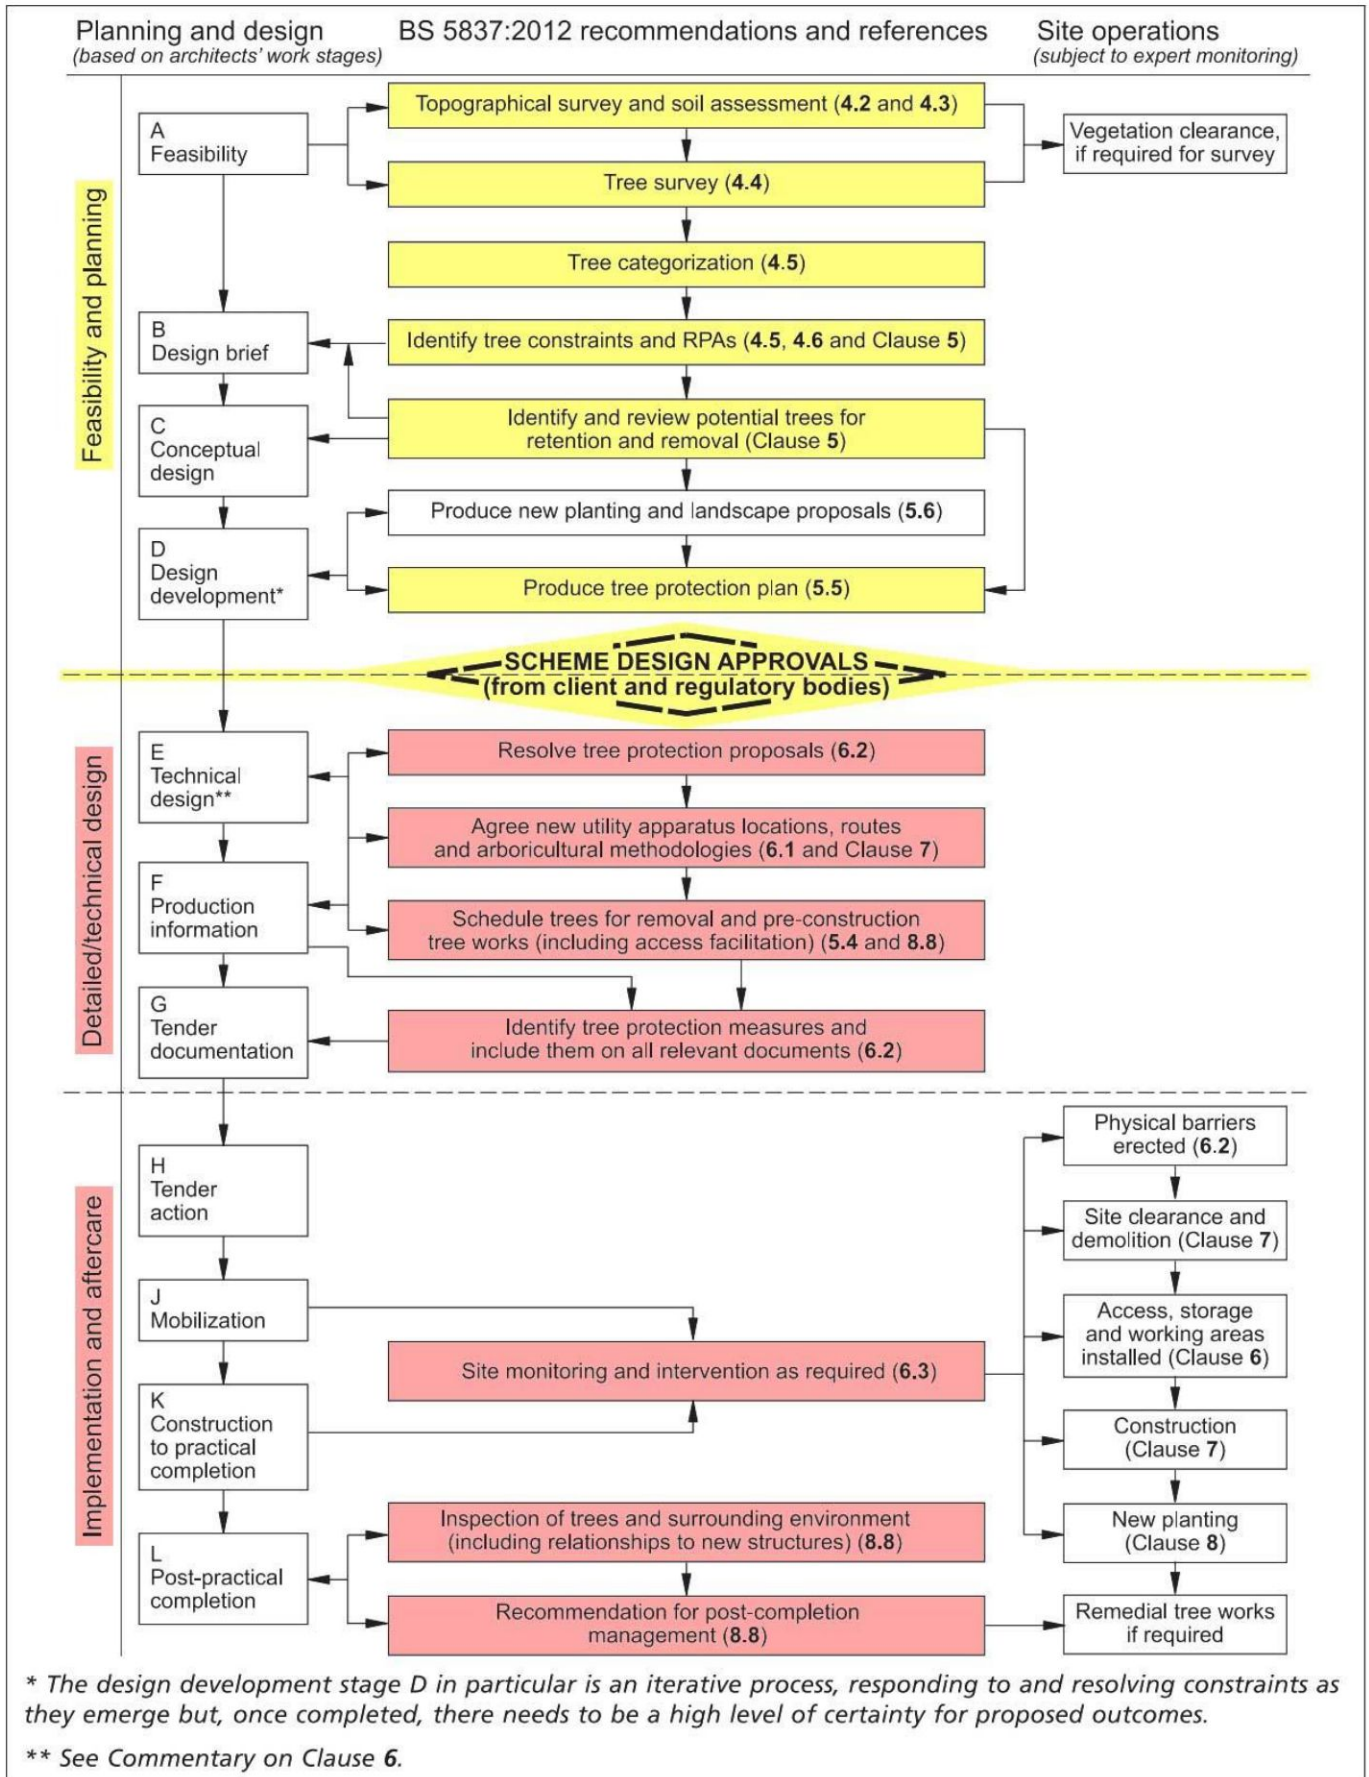 Planning and design
(based on architects' work stages)
BS 5837:2012 recommendations and references
Site operations
(subject to expert monitoring)
Feasibility and planning
A
Feasibility
Topographical survey and soil assessment (4.2 and 4.3)
Vegetation clearance,
if required for survey
Tree survey (4.4)
Tree categorization (4.5)
B
Design brief
Identify tree constraints and RPAs (4.5, 4.6 and Clause 5)
C
Conceptual
design
Identify and review potential trees for
retention and removal (Clause 5)
Produce new planting and landscape proposals (5.6)
D
Design
development*
Produce tree protection plan (5.5)
SCHEME DESIGN APPROVALS
(from client and regulatory bodies)
Detailed/technical design
E
Technical
design**
Resolve tree protection proposals (6.2)
Agree new utility apparatus locations, routes
and arboricultural methodologies (6.1 and Clause 7)
F
Production
information
Schedule trees for removal and pre-construction
tree works (including access facilitation) (5.4 and 8.8)
G
Tender
documentation
Identify tree protection measures and
include them on all relevant documents (6.2)
Implementation and aftercare
H
Tender
action
Physical barriers
erected (6.2)
Site clearance and
demolition (Clause 7)
J
Mobilization
Access, storage
and working areas
installed (Clause 6)
Site monitoring and intervention as required (6.3)
K
Construction
to practical
completion
Construction
(Clause 7)
Inspection of trees and surrounding environment
(including relationships to new structures) (8.8)
New planting
(Clause 8)
L
Post-practical
completion
Recommendation for post-completion
management (8.8)
Remedial tree works
if required
* The design development stage D in particular is an iterative process, responding to and resolving constraints as
they emerge but, once completed, there needs to be a high level of certainty for proposed outcomes.
** See Commentary on Clause 6.